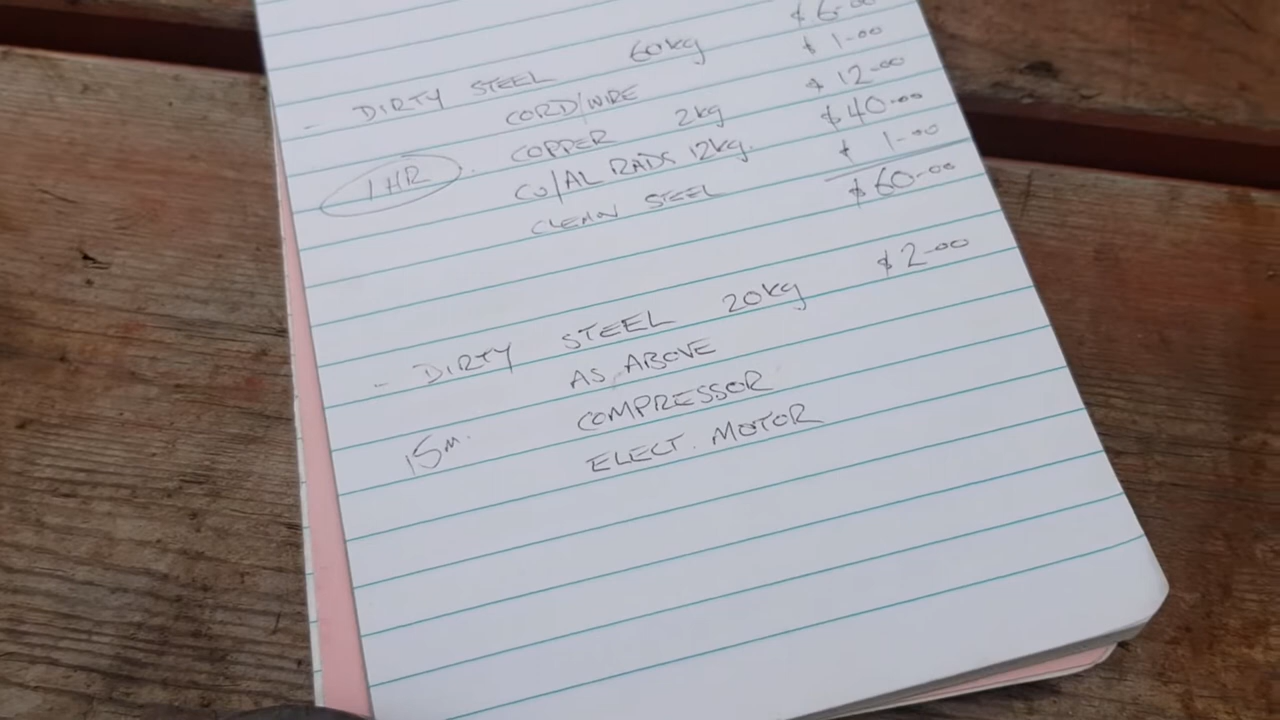 - DIRTY STEEL 60kg $6-00
CORD/WIRE $1-00
COPPER 2kg $12-00
1HR CU/AL RADS 12kg. $40-00
CLEAN STEEL $1-00
$60-00
- DIRTY STEEL 20kg $2-00
AS ABOVE
COMPRESSOR
15M. ELECT. MOTOR